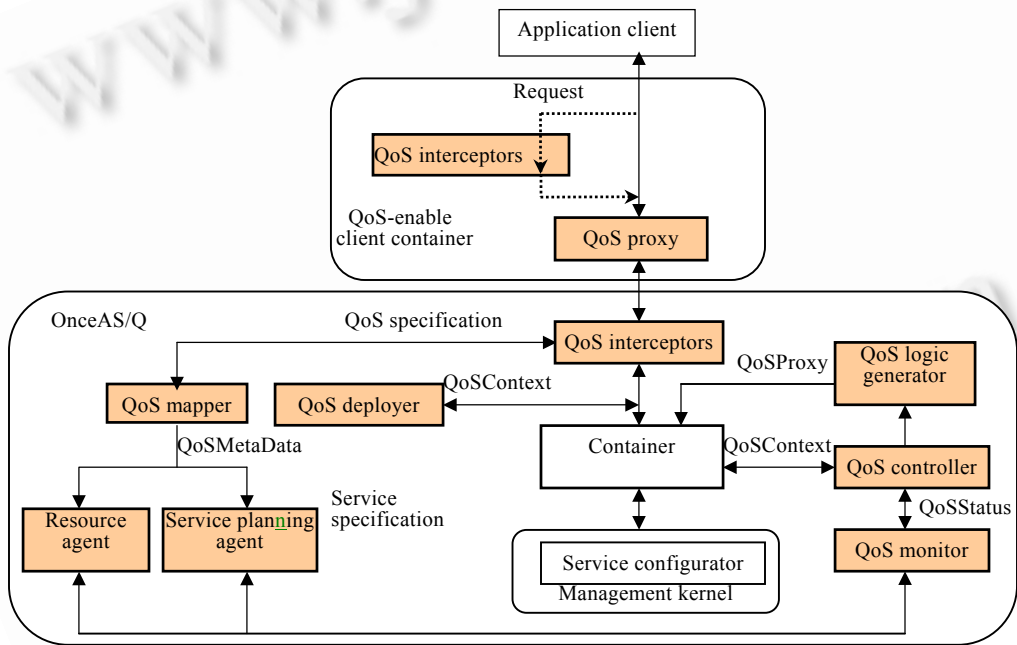 Application client
Request
QoS interceptors
QoS-enable
client container
QoS proxy
OnceAS/Q
QoS specification
QoS interceptors
QoSProxy
QoS logic
generator
QoS mapper
QoS deployer
QoSContext
QoSMetaData
Container
QoSContext
QoS controller
Resource
agent
Service planning
agent
Service
specification
QoSStatus
QoS monitor
Service configurator
Management kernel